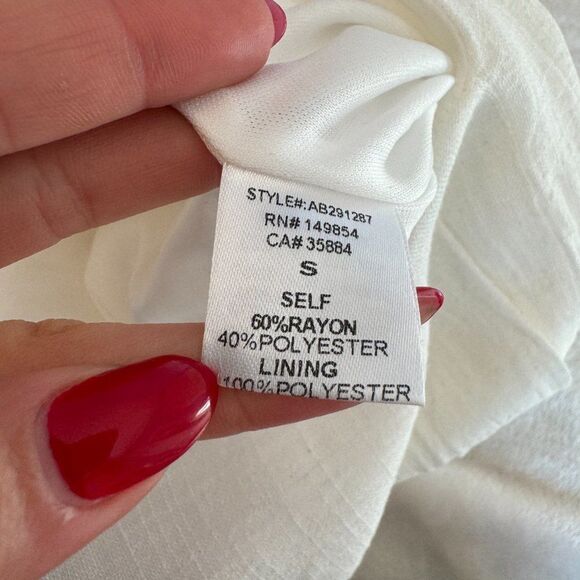 STYLE#:AB291287
RN# 149854
CA# 35884
S
SELF
60%RAYON
40%POLYESTER
LINING
100%POLYESTER